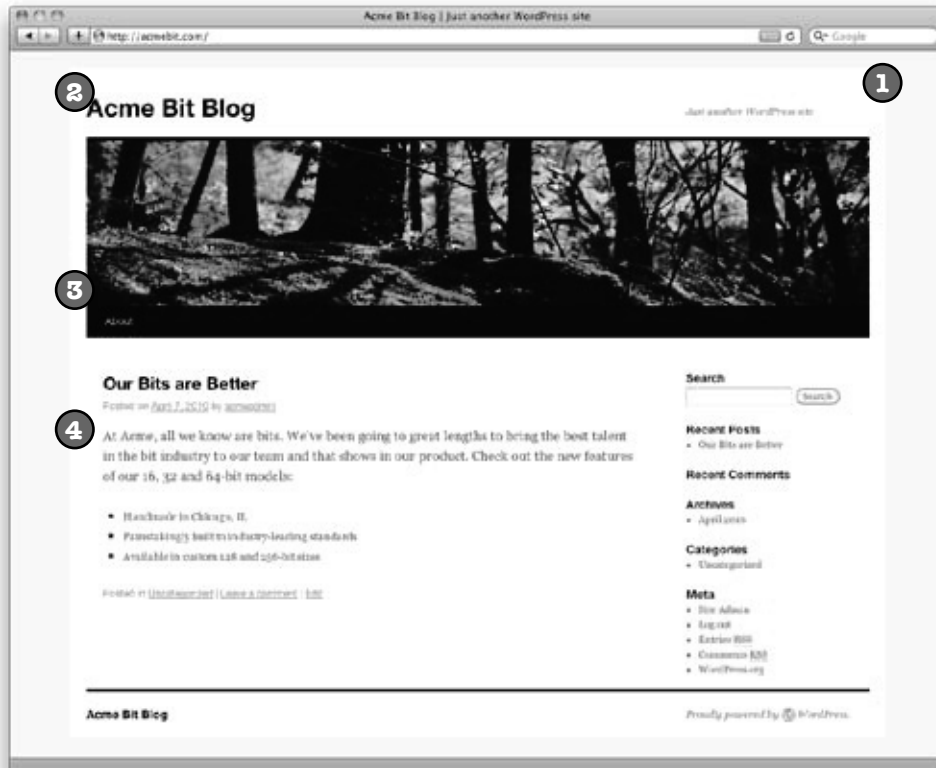 Acme Bit Blog | Just another WordPress site
http://acmebit.com/
Google
1
2
Acme Bit Blog
Just another WordPress site
3
About
Our Bits are Better
Posted on April 7, 2010 by acmeadmin
4
At Acme, all we know are bits. We've been going to great lengths to bring the best talent
in the bit industry to our team and that shows in our product. Check out the new features
of our 16, 32 and 64-bit models:
Handmade in Chicago, IL
Painstakingly built to industry-leading standards
Available in custom 128 and 256-bit sizes
Posted in Uncategorized | Leave a comment | Edit
Search
Search
Recent Posts
Our Bits are Better
Recent Comments
Archives
April 2010
Categories
Uncategorized
Meta
Site Admin
Log out
Entries RSS
Comments RSS
WordPress.org
Acme Bit Blog
Proudly powered by WordPress.